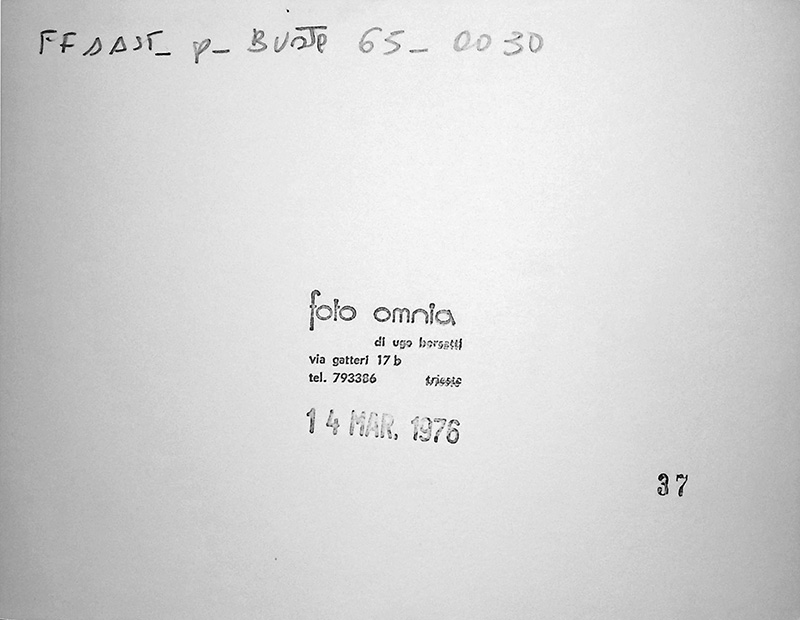 FFAAST_ p_ BUSTE 65_ 0030
foto omnia
di ugo borsatti
via gatteri 17 b
tel. 793386 trieste
14 MAR. 1976
37